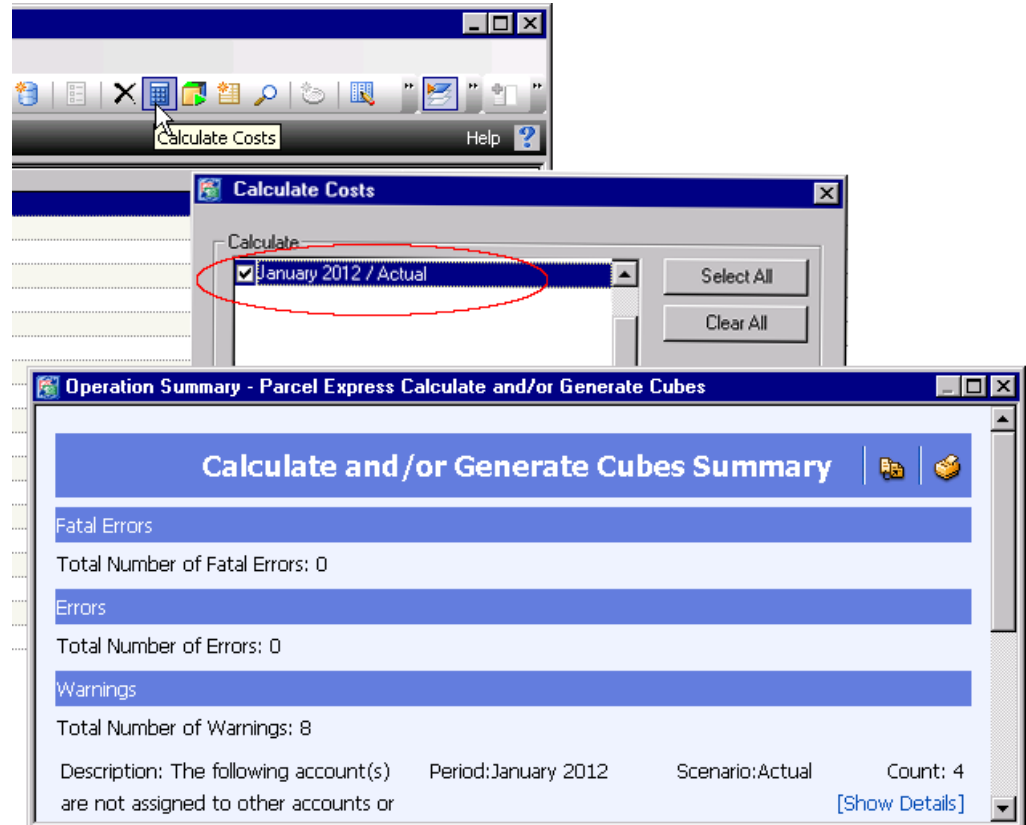 Calculate Costs
Help
Calculate Costs
Calculate
January 2012 / Actual
Select All
Clear All
Operation Summary - Parcel Express Calculate and/or Generate Cubes
Calculate and/or Generate Cubes Summary
Fatal Errors
Total Number of Fatal Errors: 0
Errors
Total Number of Errors: 0
Warnings
Total Number of Warnings: 8
Description: The following account(s) Period:January 2012 Scenario:Actual Count: 4
are not assigned to other accounts or [Show Details]